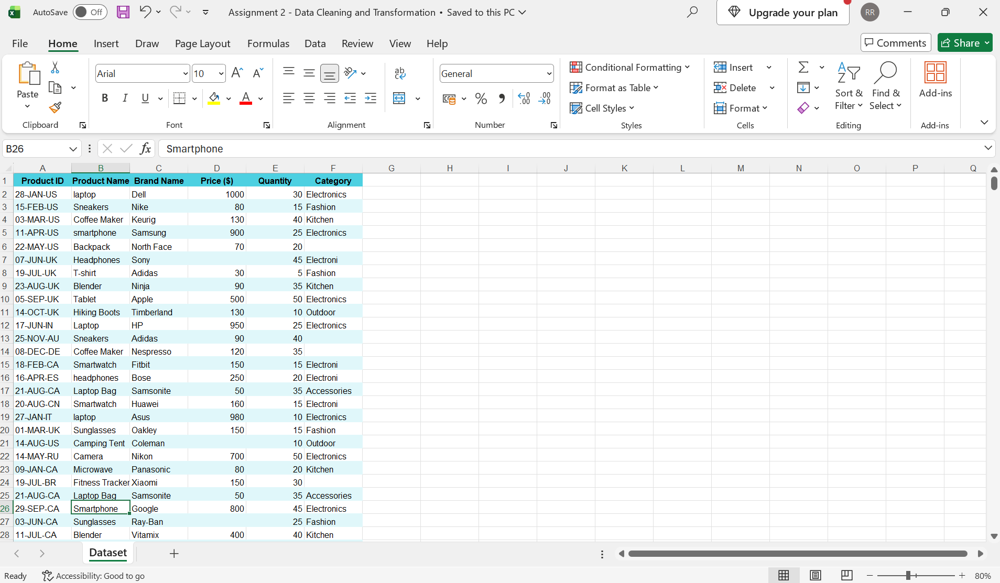 AutoSave Off Assignment 2 - Data Cleaning and Transformation • Saved to this PC Upgrade your plan RR
File Home Insert Draw Page Layout Formulas Data Review View Help Comments Share
Paste Arial 10 General Conditional Formatting Insert
Format as Table Delete Sort & Find & Add-ins
B I U Cell Styles Format Filter Select
Clipboard Font Alignment Number Styles Cells Editing Add-ins
B26 fx Smartphone
A B C D E F G H I J K L M N O P Q
1 Product ID Product Name Brand Name Price ($) Quantity Category
2 28-JAN-US laptop Dell 1000 30 Electronics
3 15-FEB-US Sneakers Nike 80 15 Fashion
4 03-MAR-US Coffee Maker Keurig 130 40 Kitchen
5 11-APR-US smartphone Samsung 900 25 Electronics
6 22-MAY-US Backpack North Face 70 20
7 07-JUN-UK Headphones Sony 45 Electroni
8 19-JUL-UK T-shirt Adidas 30 5 Fashion
9 23-AUG-UK Blender Ninja 90 35 Kitchen
10 05-SEP-UK Tablet Apple 500 50 Electronics
11 14-OCT-UK Hiking Boots Timberland 130 10 Outdoor
12 17-JUN-IN Laptop HP 950 25 Electronics
13 25-NOV-AU Sneakers Adidas 90 40
14 08-DEC-DE Coffee Maker Nespresso 120 35
15 18-FEB-CA Smartwatch Fitbit 150 15 Electroni
16 16-APR-ES headphones Bose 250 20 Electroni
17 21-AUG-CA Laptop Bag Samsonite 50 35 Accessories
18 20-AUG-CN Smartwatch Huawei 160 15 Electroni
19 27-JAN-IT laptop Asus 980 10 Electronics
20 01-MAR-UK Sunglasses Oakley 150 15 Fashion
21 14-AUG-US Camping Tent Coleman 10 Outdoor
22 14-MAY-RU Camera Nikon 700 50 Electronics
23 09-JAN-CA Microwave Panasonic 80 20 Kitchen
24 19-JUL-BR Fitness Tracker Xiaomi 150 30
25 21-AUG-CA Laptop Bag Samsonite 50 35 Accessories
26 29-SEP-CA Smartphone Google 800 45 Electronics
27 03-JUN-CA Sunglasses Ray-Ban 25 Fashion
28 11-JUL-CA Blender Vitamix 400 40 Kitchen
Dataset
Ready Accessibility: Good to go 80%